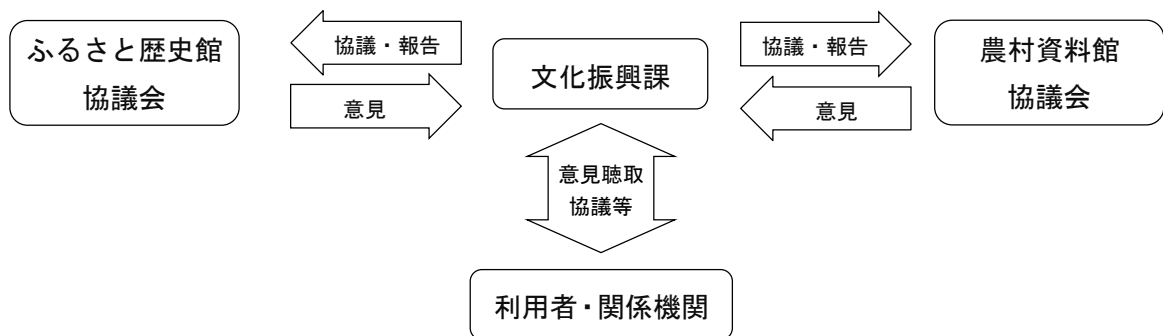 ふるさと歴史館
協議会
協議・報告
意見
文化振興課
協議・報告
意見
農村資料館
協議会
意見聴取
協議等
利用者・関係機関